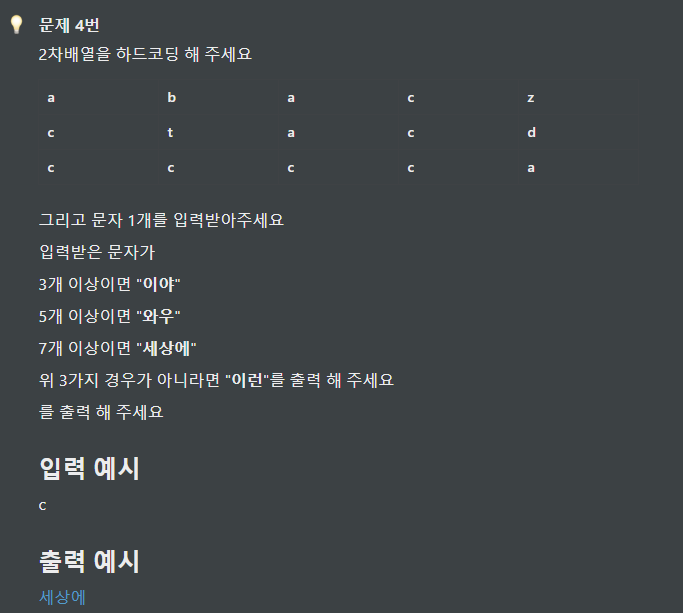 문제 4번
2차배열을 하드코딩 해 주세요
a b a c z
c t a c d
c c c c a
그리고 문자 1개를 입력받아주세요
입력받은 문자가
3개 이상이면 "이야"
5개 이상이면 "와우"
7개 이상이면 "세상에"
위 3가지 경우가 아니라면 "이런"를 출력 해 주세요
를 출력 해 주세요
입력 예시
c
출력 예시
세상에